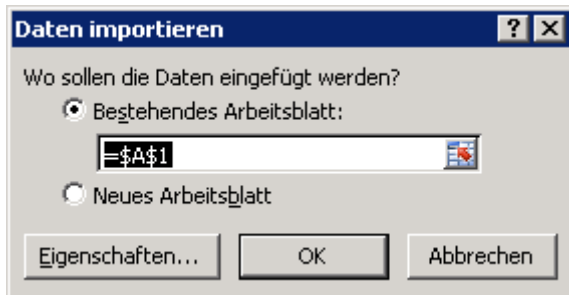 Daten importieren
Wo sollen die Daten eingefügt werden?
Bestehendes Arbeitsblatt:
=$A$1
Neues Arbeitsblatt
Eigenschaften... OK Abbrechen